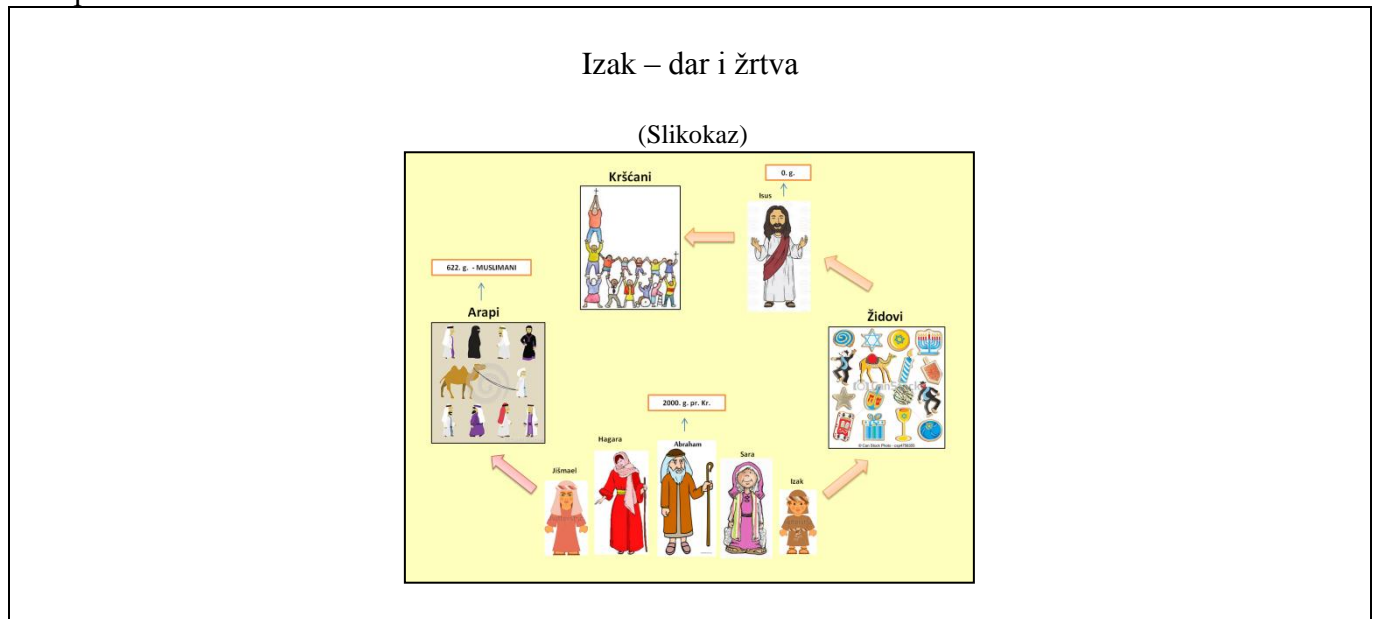 Izak – dar i žrtva
(Slikokaz)
0. g.
Kršćani
Isus
622. g. - MUSLIMANI
Arapi
Židovi
2000. g. pr. Kr.
Hagara
Abraham
Sara
Jišmael
Izak